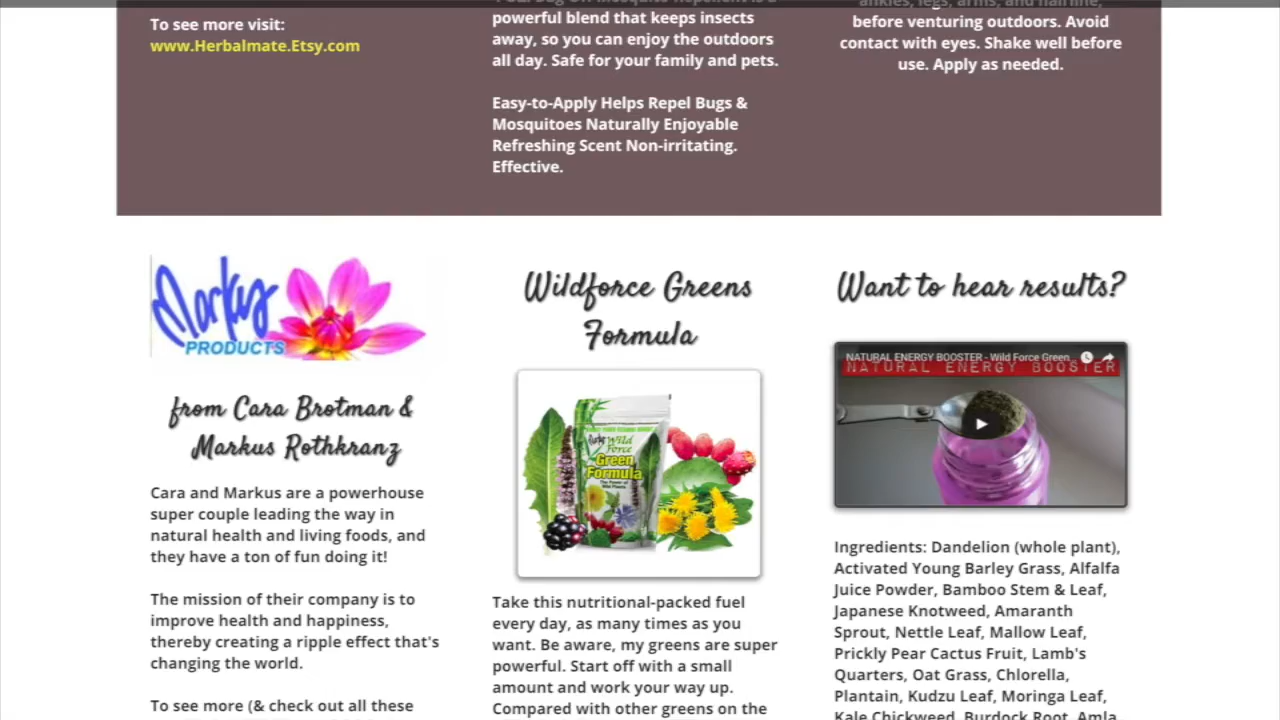 To see more visit:
www.Herbalmate.Etsy.com
powerful blend that keeps insects
away, so you can enjoy the outdoors
all day. Safe for your family and pets.
Easy-to-Apply Helps Repel Bugs &
Mosquitoes Naturally Enjoyable
Refreshing Scent Non-irritating.
Effective.
before venturing outdoors. Avoid
contact with eyes. Shake well before
use. Apply as needed.
Markus
PRODUCTS
from Cara Brotman &
Markus Rothkranz
Cara and Markus are a powerhouse
super couple leading the way in
natural health and living foods, and
they have a ton of fun doing it!
The mission of their company is to
improve health and happiness,
thereby creating a ripple effect that's
changing the world.
To see more (& check out all these
Wildforce Greens
Formula
Markus Wild
Force
Green
Formula
The Power of
Wild Plants
Take this nutritional-packed fuel
every day, as many times as you
want. Be aware, my greens are super
powerful. Start off with a small
amount and work your way up.
Compared with other greens on the
Want to hear results?
NATURAL ENERGY BOOSTER - Wild Force Green...
NATURAL ENERGY BOOSTER
Ingredients: Dandelion (whole plant),
Activated Young Barley Grass, Alfalfa
Juice Powder, Bamboo Stem & Leaf,
Japanese Knotweed, Amaranth
Sprout, Nettle Leaf, Mallow Leaf,
Prickly Pear Cactus Fruit, Lamb's
Quarters, Oat Grass, Chlorella,
Plantain, Kudzu Leaf, Moringa Leaf,
Kale Chickweed, Burdock Root, Amla